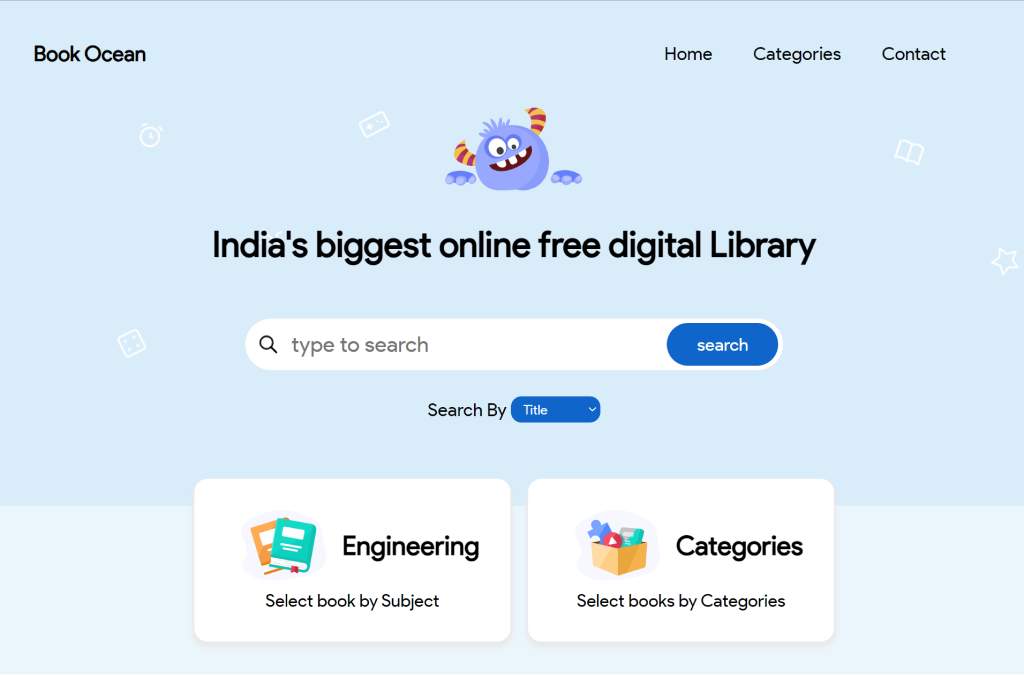 Book Ocean
Home Categories Contact
India's biggest online free digital Library
type to search search
Search By Title
Engineering
Select book by Subject
Categories
Select books by Categories